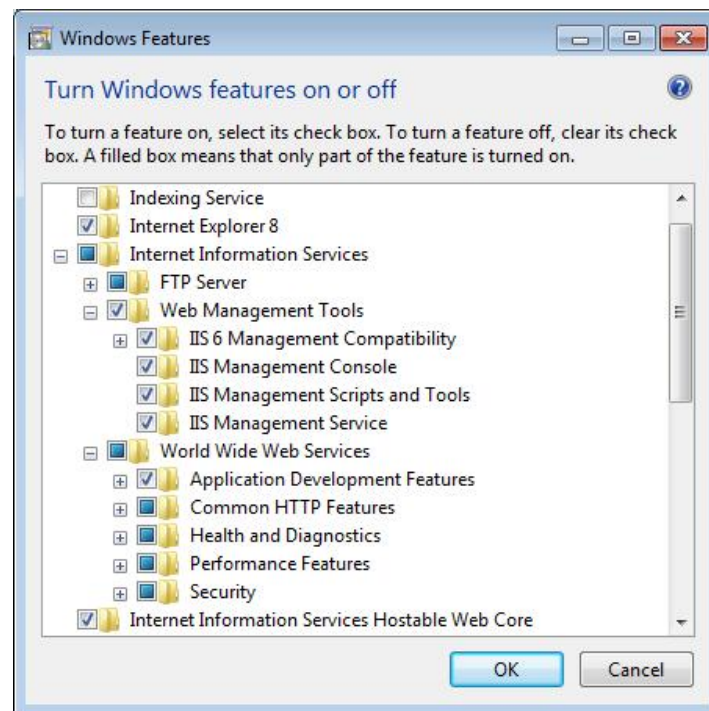 Windows Features
Turn Windows features on or off
To turn a feature on, select its check box. To turn a feature off, clear its check
box. A filled box means that only part of the feature is turned on.
Indexing Service
Internet Explorer 8
Internet Information Services
FTP Server
Web Management Tools
IIS 6 Management Compatibility
IIS Management Console
IIS Management Scripts and Tools
IIS Management Service
World Wide Web Services
Application Development Features
Common HTTP Features
Health and Diagnostics
Performance Features
Security
Internet Information Services Hostable Web Core
OK Cancel